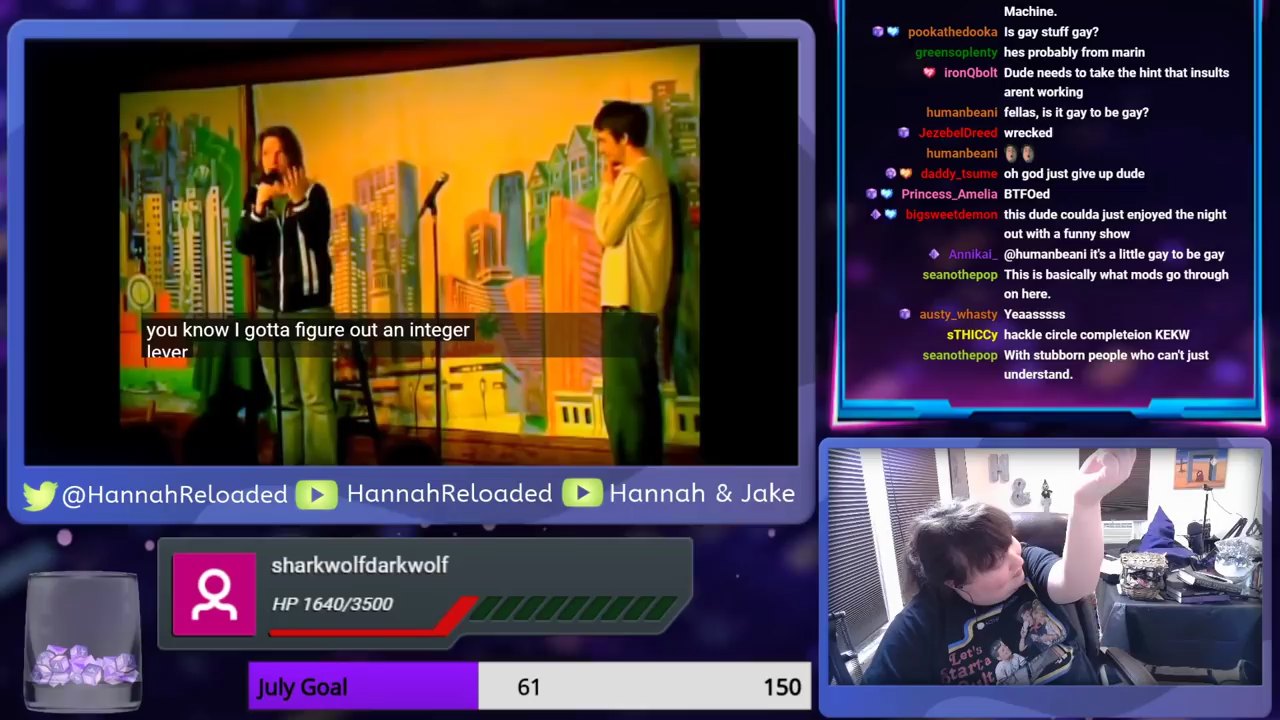 you know I gotta figure out an integer
lever
@HannahReloaded HannahReloaded Hannah & Jake
sharkwolfdarkwolf
HP 1640/3500
July Goal 61 150
Machine.
pookathedooka Is gay stuff gay?
greensoplenty hes probably from marin
ironQbolt Dude needs to take the hint that insults
arent working
humanbeani fellas, is it gay to be gay?
JezebelDreed wrecked
humanbeani
daddy_tsume oh god just give up dude
Princess_Amelia BTFOed
bigsweetdemon this dude coulda just enjoyed the night
out with a funny show
Annikai_ @humanbeani it's a little gay to be gay
seanothepop This is basically what mods go through
on here.
austy_whasty Yeaasssss
sTHICCy hackle circle completeion KEKW
seanothepop With stubborn people who can't just
understand.
H
&
Let's
Start a